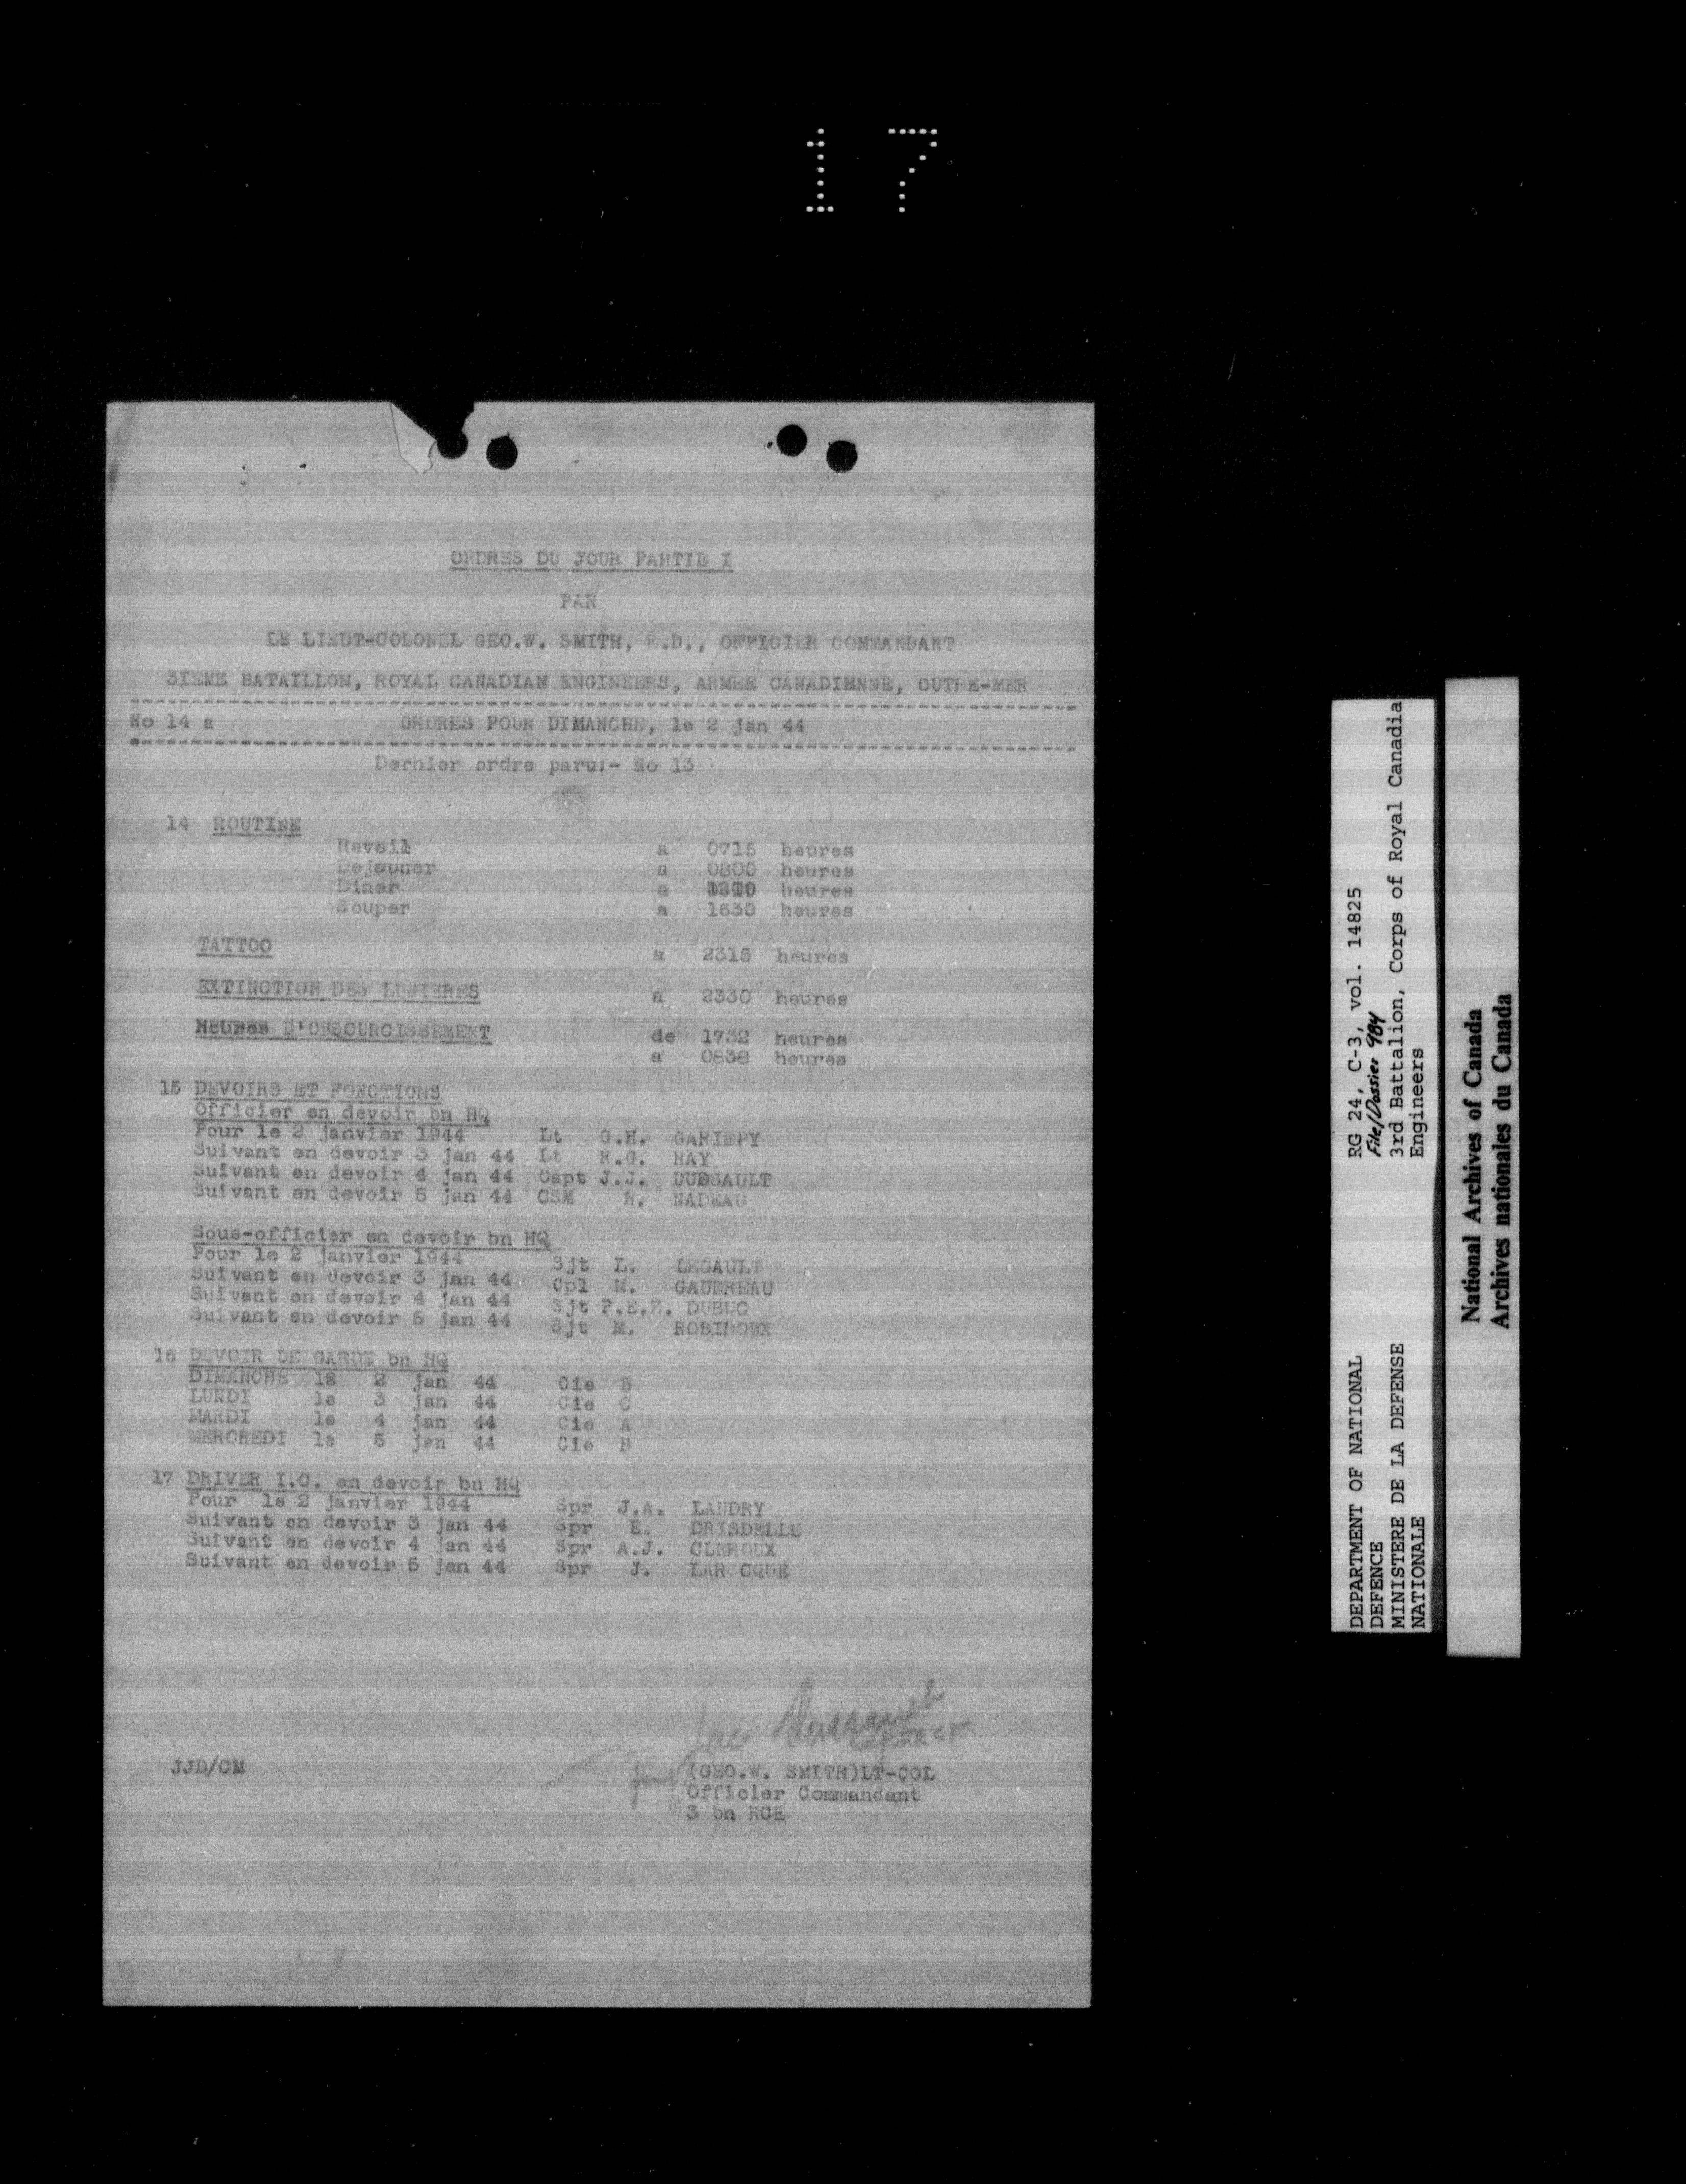 17
ORDRES DU JOUR PARTIE I
PAR
LE LIEUT-COLONEL GEO.W. SMITH, E.D., OFFICIER COMMANDANT
3IEME BATAILLON, ROYAL CANADIAN ENGINEERS, ARMEE CANADIENNE, OUTRE-MER
No 14 a ORDRES POUR DIMANCHE, le 2 jan 44
Dernier ordre paru:- No 13
14 ROUTINE
Reveil a 0715 heures
Dejeuner a 0800 heures
Diner a heures
Souper a 1630 heures
TATTOO a 2315 heures
EXTINCTION DES LUMIERES a 2330 heures
HEURES D'OBSCURCISSEMENT de 1732 heures
a 0838 heures
15 DEVOIRS ET FONCTIONS
Officier en devoir bn HQ
Pour le 2 janvier 1944 Lt G.H. GARIEPY
Suivant en devoir 3 jan 44 Lt R.G. RAY
Suivant en devoir 4 jan 44 Capt J.J. DUSSAULT
Suivant en devoir 5 jan 44 CSM R. NADEAU
Sous-officier en devoir bn HQ
Pour le 2 janvier 1944 Sjt L. LEGAULT
Suivant en devoir 3 jan 44 Cpl M. GAUDREAU
Suivant en devoir 4 jan 44 Sjt P.E.E. DUBUC
Suivant en devoir 5 jan 44 Sjt M. ROBIDOUX
16 DEVOIR DE GARDE bn HQ
DIMANCHE le 2 jan 44 Cie B
LUNDI le 3 jan 44 Cie C
MARDI le 4 jan 44 Cie A
MERCREDI le 5 jan 44 Cie B
17 DRIVER I.C. en devoir bn HQ
Pour le 2 janvier 1944 Spr J.A. LANDRY
Suivant en devoir 3 jan 44 Spr E. DRISDELLE
Suivant en devoir 4 jan 44 Spr A.J. CLEROUX
Suivant en devoir 5 jan 44 Spr J. LAROCQUE
JJD/CM
(GEO.W. SMITH)LT-COL
Officier Commandant
3 bn RCE
DEPARTMENT OF NATIONAL
DEFENCE
MINISTERE DE LA DEFENSE
NATIONALE
RG 24, C-3, vol. 14825
File/Dossier 984
3rd Battalion, Corps of Royal Canadia
Engineers
National Archives of Canada
Archives nationales du Canada